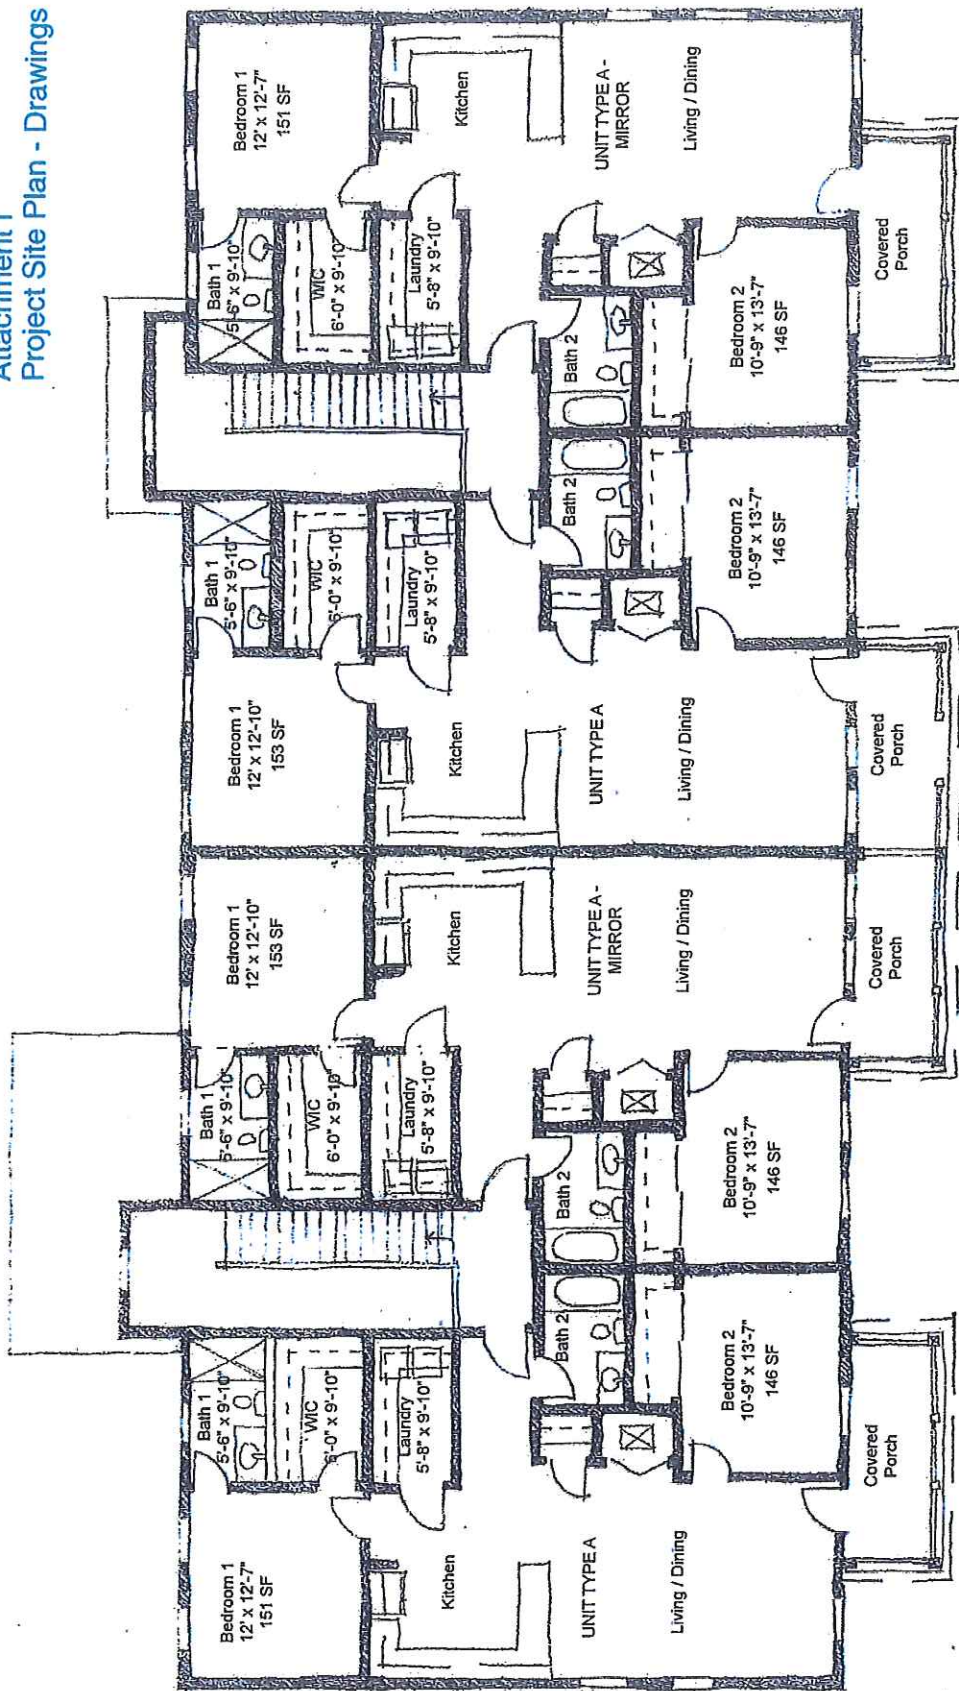 Attachment 1
Project Site Plan - Drawings
Bedroom 1
12' x 12'-7"
151 SF
Bath 1
5'-6" x 9'-10"
WIC
6'-0" x 9'-10"
Laundry
5'-8" x 9'-10"
Kitchen
UNIT TYPE A
Living / Dining
Bath 2
Bedroom 2
10'-9" x 13'-7"
146 SF
Covered
Porch
Bath 1
5'-6" x 9'-10"
Bedroom 1
12' x 12'-10"
153 SF
WIC
6'-0" x 9'-10"
Laundry
5'-8" x 9'-10"
Kitchen
Bath 2
UNIT TYPE A -
MIRROR
Living / Dining
Bedroom 2
10'-9" x 13'-7"
146 SF
Covered
Porch
Bedroom 1
12' x 12'-10"
153 SF
Bath 1
5'-6" x 9'-10"
WIC
6'-0" x 9'-10"
Laundry
5'-8" x 9'-10"
Kitchen
UNIT TYPE A
Living / Dining
Bath 2
Bedroom 2
10'-9" x 13'-7"
146 SF
Covered
Porch
Bath 1
5'-6" x 9'-10"
Bedroom 1
12' x 12'-7"
151 SF
WIC
6'-0" x 9'-10"
Laundry
5'-8" x 9'-10"
Kitchen
Bath 2
UNIT TYPE A -
MIRROR
Living / Dining
Bedroom 2
10'-9" x 13'-7"
146 SF
Covered
Porch